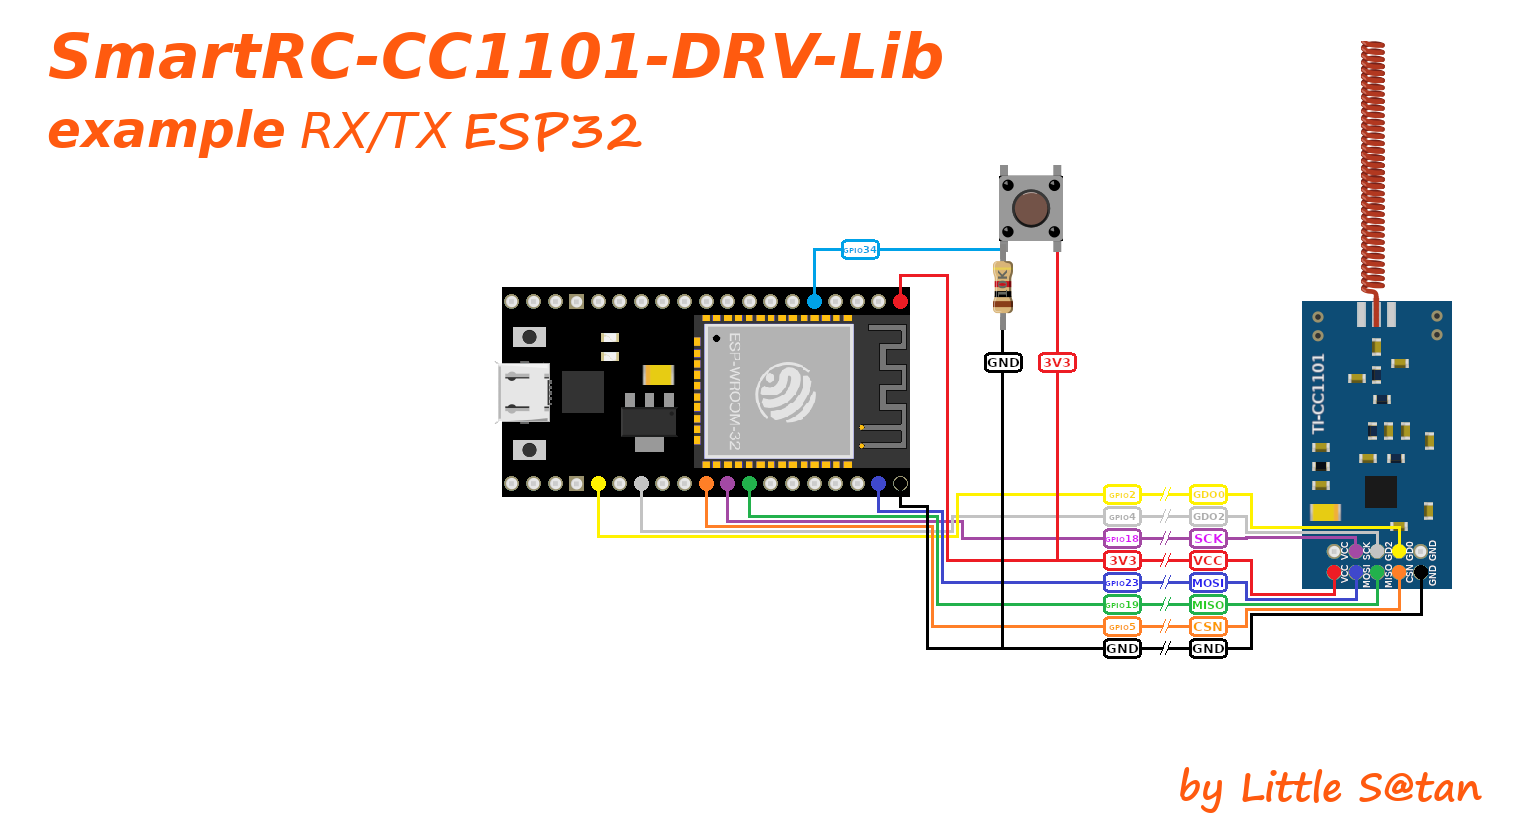 SmartRC-CC1101-DRV-Lib
example RX/TX ESP32
GPIO34
10K
GND
3V3
ESP-WROOM-32
TI-CC1101
GPIO2 GDO0
GPIO4 GDO2
GPIO18 SCK
3V3 VCC
GPIO23 MOSI
GPIO19 MISO
GPIO5 CSN
GND GND
VCC SCK GD2 GD0 GND
VCC MOSI MISO CSN GND
by Little S@tan